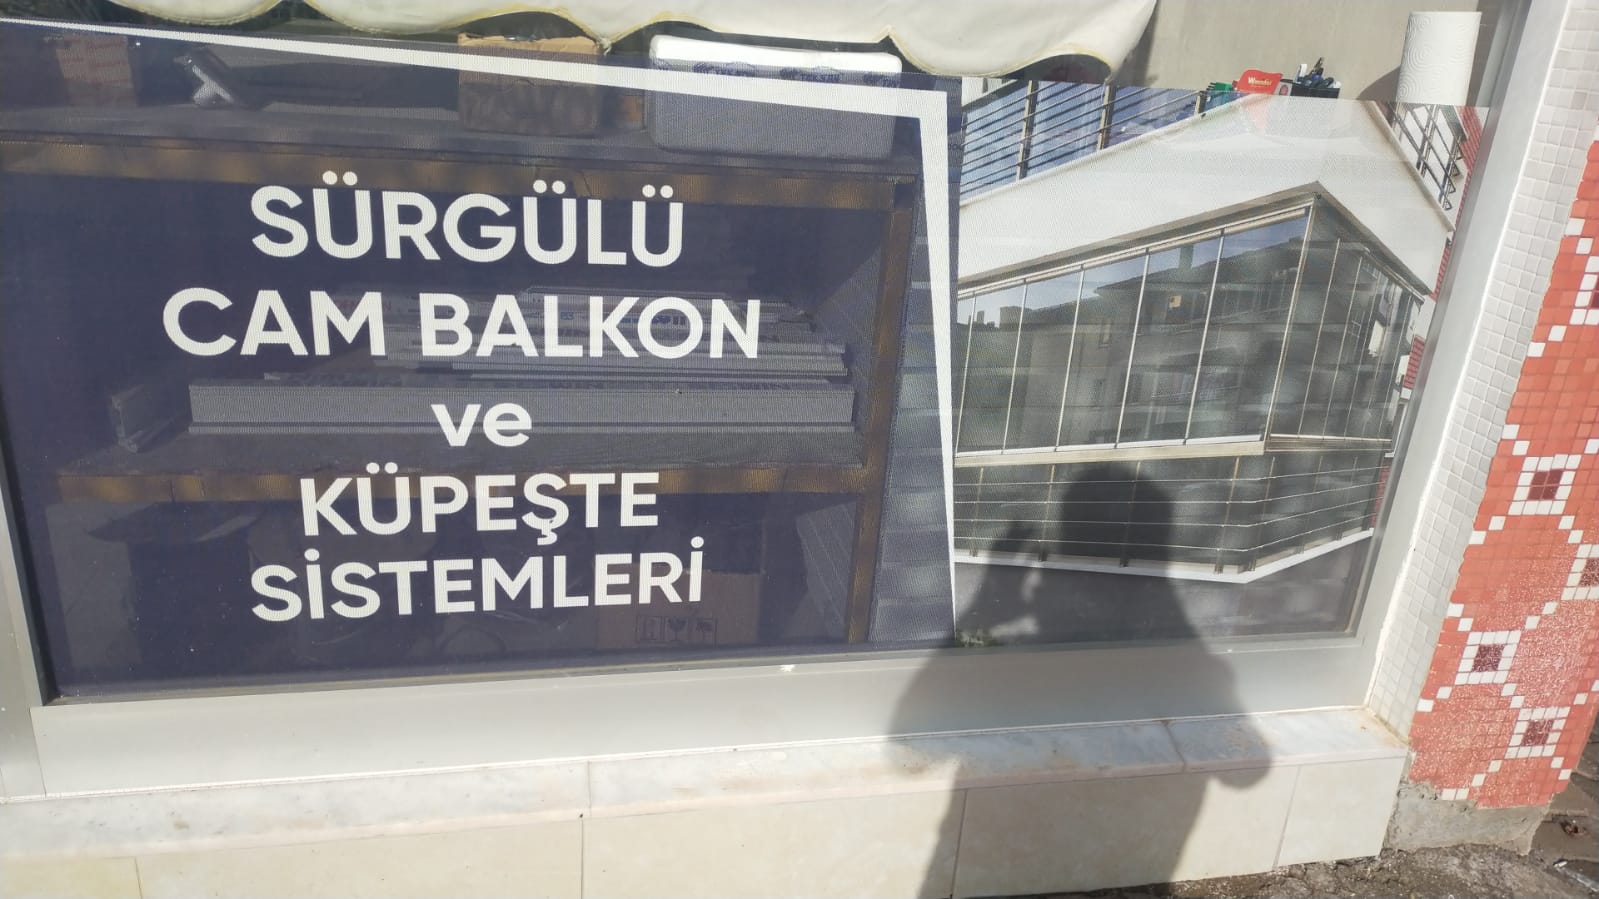 SÜRGÜLÜ
CAM BALKON
ve
KÜPEŞTE
SİSTEMLERİ